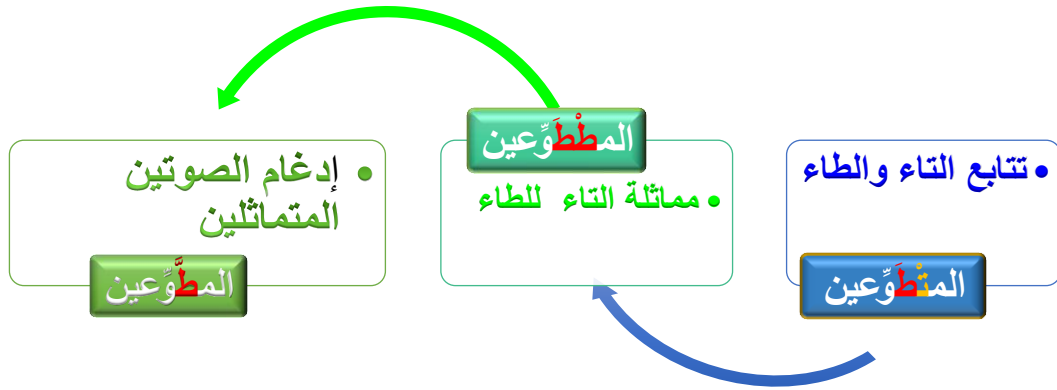 • تتابع التاء والطاء
المتْطَوِّعين
المطْطَوِّعين
• مماثلة التاء للطاء
• إدغام الصوتين
المتماثلين
المطَّوِّعين